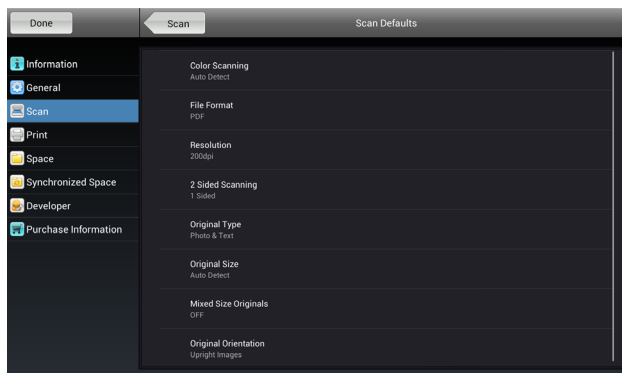 Done
Scan
Scan Defaults
Information
General
Scan
Print
Space
Synchronized Space
Developer
Purchase Information
Color Scanning
Auto Detect
File Format
PDF
Resolution
200dpi
2 Sided Scanning
1 Sided
Original Type
Photo & Text
Original Size
Auto Detect
Mixed Size Originals
OFF
Original Orientation
Upright Images